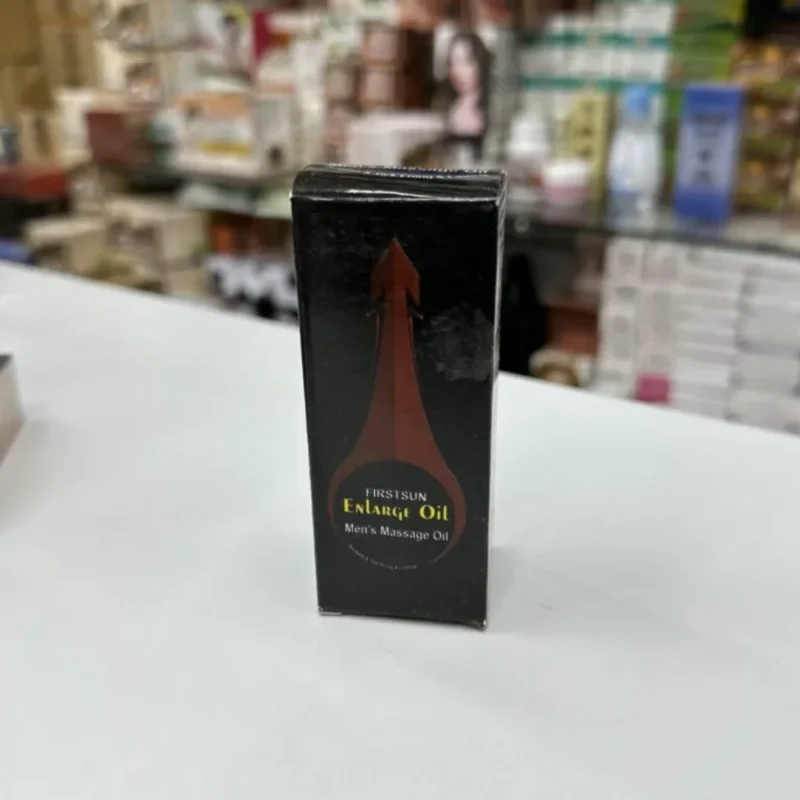 FIRSTSUN
Enlarge Oil
Men's Massage Oil